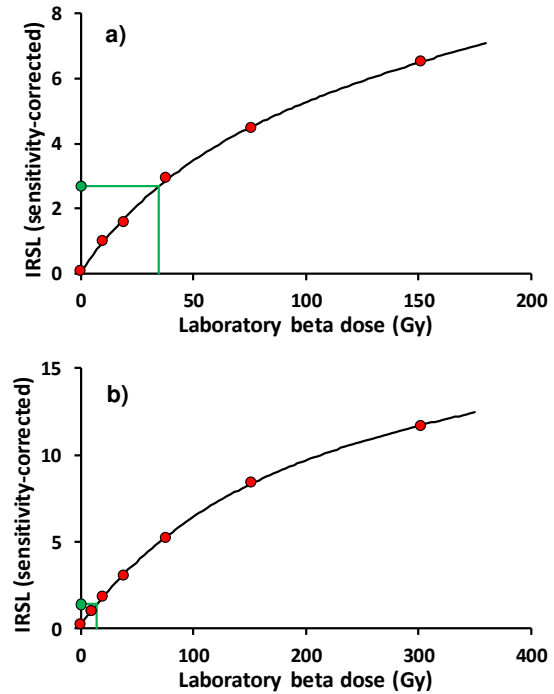 a)
IRSL (sensitivity-corrected)
8
6
4
2
0
0 50 100 150 200
Laboratory beta dose (Gy)
b)
IRSL (sensitivity-corrected)
15
10
5
0
0 100 200 300 400
Laboratory beta dose (Gy)